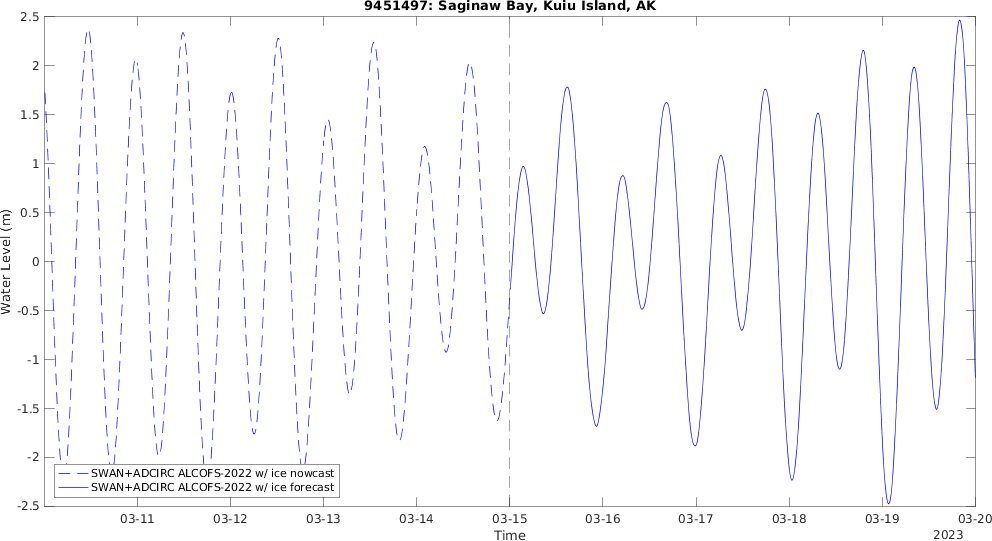 9451497: Saginaw Bay, Kuiu Island, AK
2.5
2
1.5
1
0.5
0
-0.5
-1
-1.5
-2
-2.5
Water Level (m)
SWAN+ADCIRC ALCOFS-2022 w/ ice nowcast
SWAN+ADCIRC ALCOFS-2022 w/ ice forecast
03-11 03-12 03-13 03-14 03-15 03-16 03-17 03-18 03-19 03-20
Time
2023